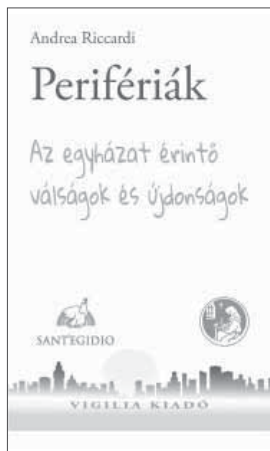 Andrea Riccardi
Perifériák
Az egyházat érintő
válságok és újdonságok
SANT'EGIDIO
VIGILIA KIADÓ